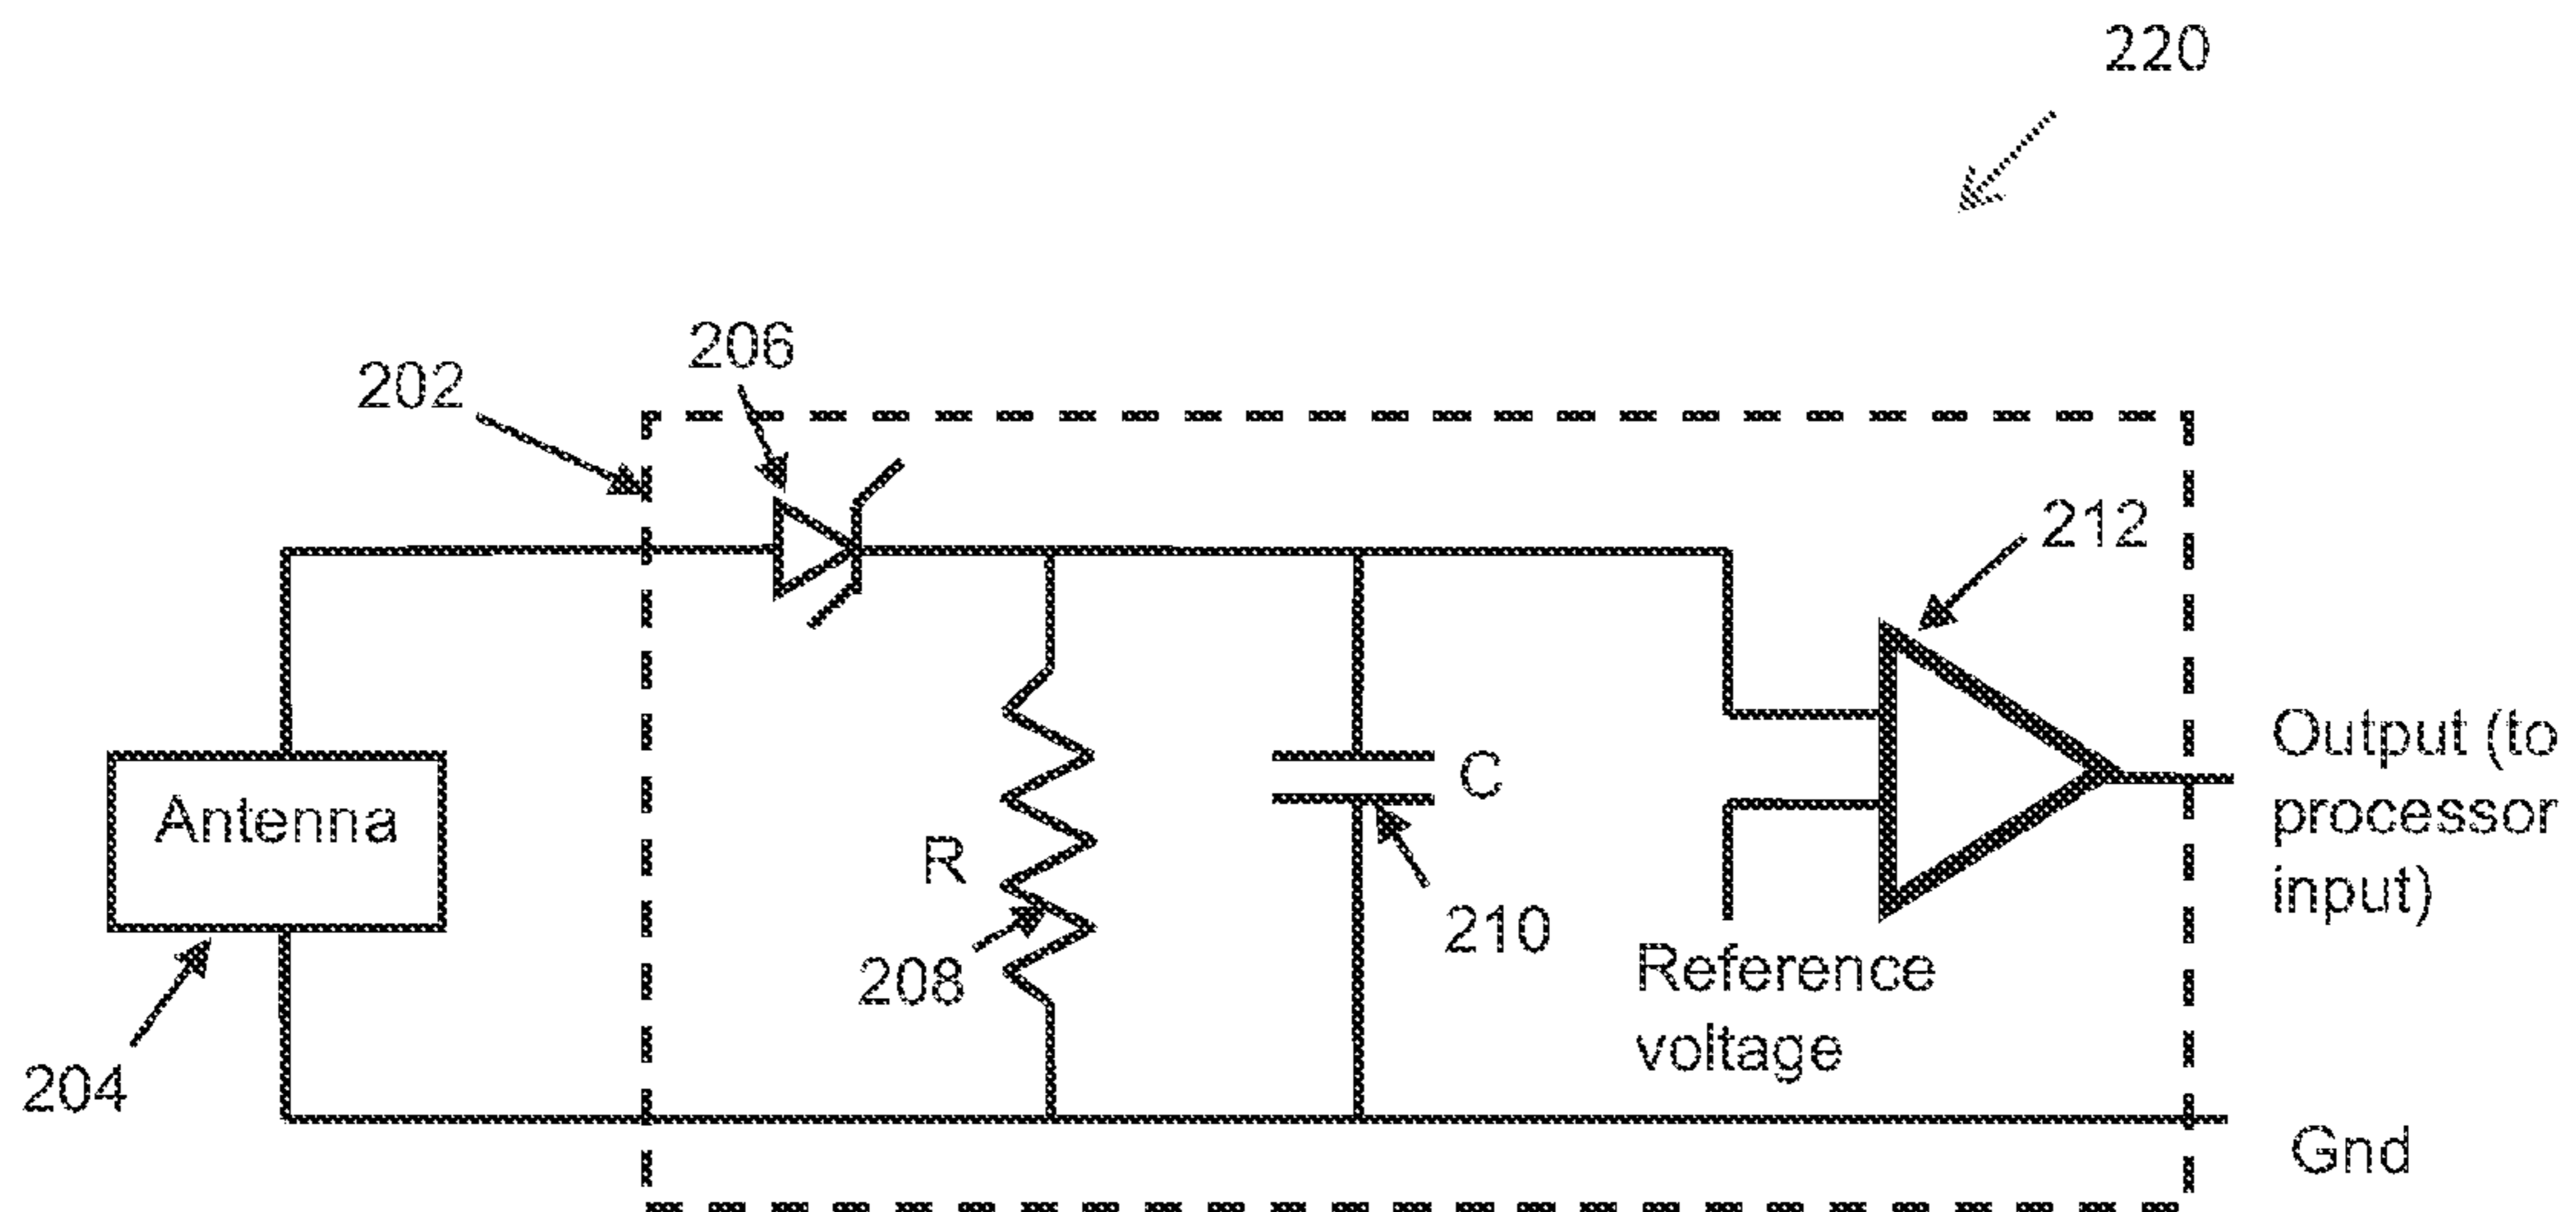 220
206
202
212
Antenna
C
Output (to
processor
input)
R
210
208
Reference
voltage
204
Gnd